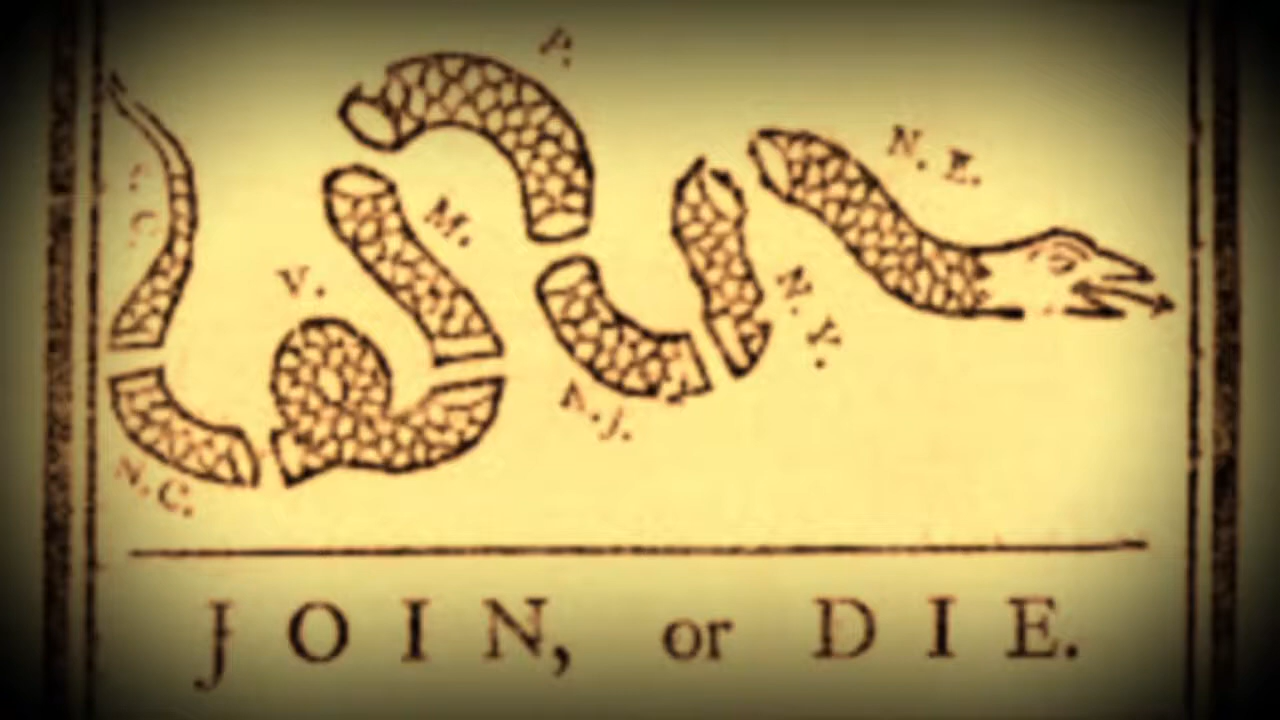 P.
N. E.
S.
C.
M.
V.
N. Y.
N. J.
N. C.
JOIN, or DIE.